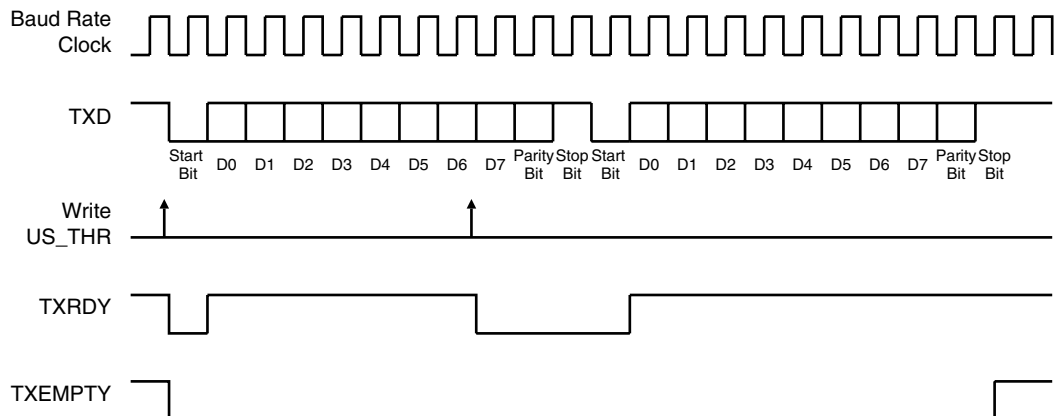 Baud Rate
Clock
TXD
Start
Bit
D0 D1 D2 D3 D4 D5 D6 D7
Parity
Bit
Stop
Bit
Start
Bit
D0 D1 D2 D3 D4 D5 D6 D7
Parity
Bit
Stop
Bit
Write
US_THR
TXRDY
TXEMPTY